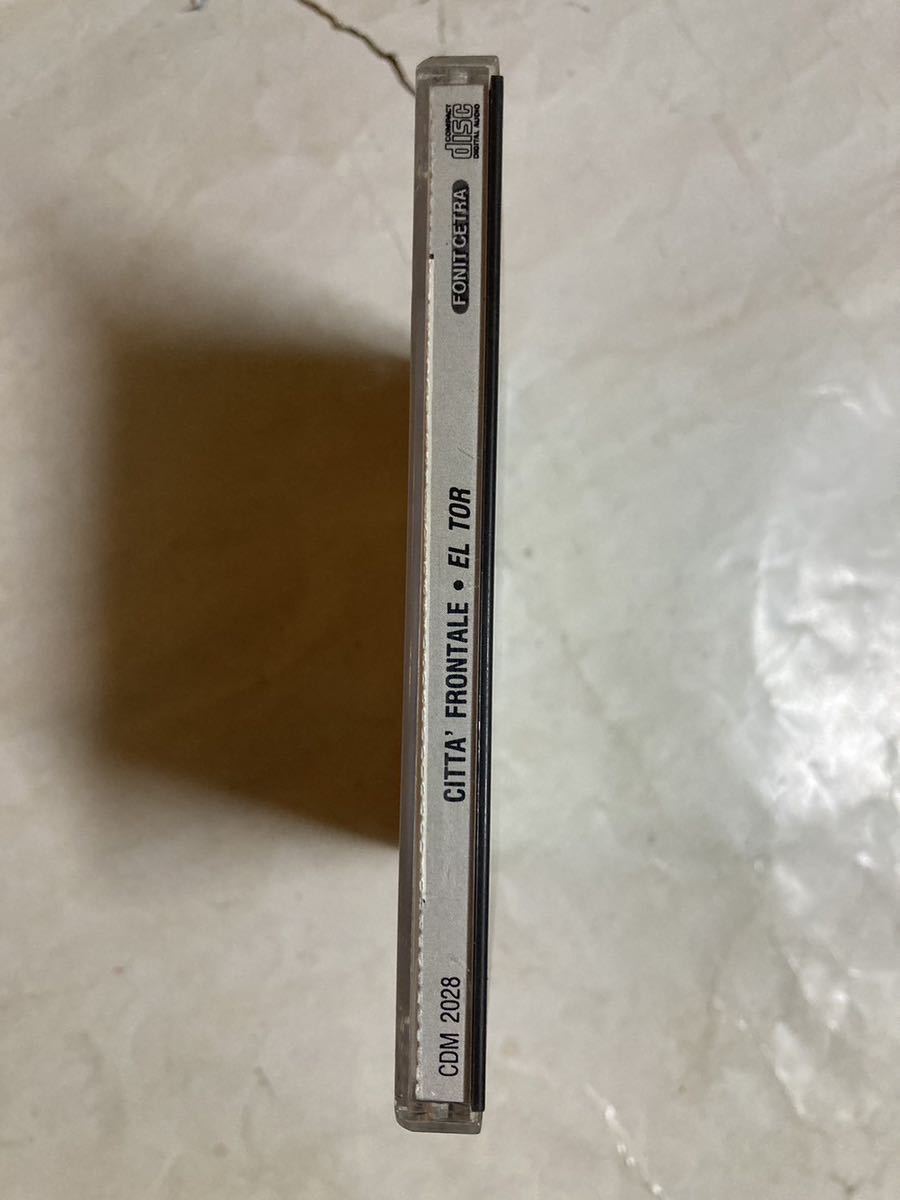 CDM 2028
CITTA' FRONTALE • EL TOR
FONIT CETRA
COMPACT
disc
DIGITAL AUDIO